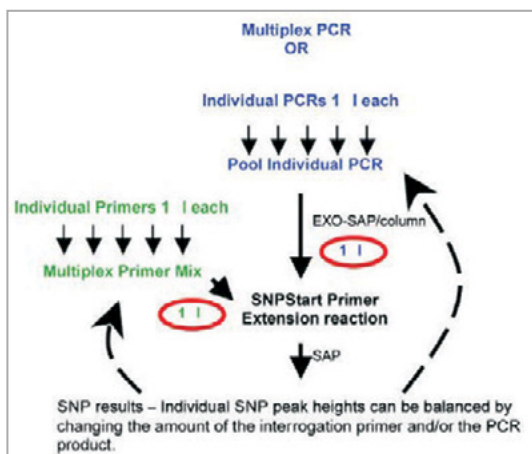 Multiplex PCR
OR
Individual PCRs 1 l each
Pool Individual PCR
EXO-SAP/column
1 l
Individual Primers 1 l each
Multiplex Primer Mix
1 l
SNPStart Primer
Extension reaction
SAP
SNP results – Individual SNP peak heights can be balanced by
changing the amount of the interrogation primer and/or the PCR
product.